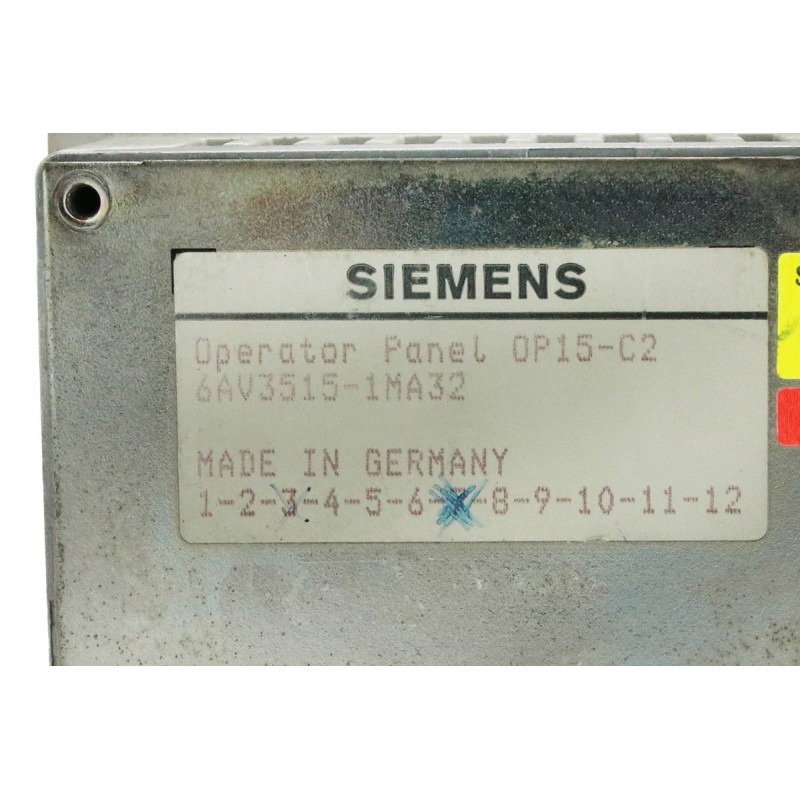 SIEMENS
Operator Panel OP15-C2
6AV3515-1MA32
MADE IN GERMANY
1-2-3-4-5-6-7-8-9-10-11-12
S